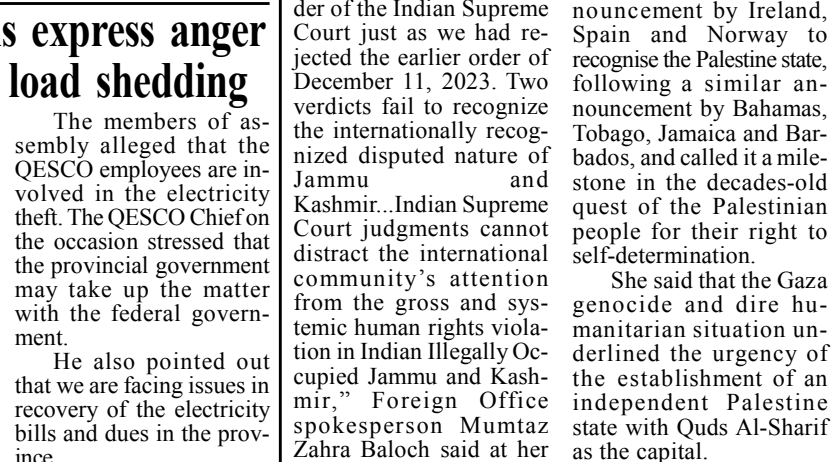 s express anger
load shedding
The members of as-
sembly alleged that the
QESCO employees are in-
volved in the electricity
theft. The QESCO Chief on
the occasion stressed that
the provincial government
may take up the matter
with the federal govern-
ment.
He also pointed out
that we are facing issues in
recovery of the electricity
bills and dues in the prov-
ince
der of the Indian Supreme
Court just as we had re-
jected the earlier order of
December 11, 2023. Two
verdicts fail to recognize
the internationally recog-
nized disputed nature of
Jammu and
Kashmir...Indian Supreme
Court judgments cannot
distract the international
community's attention
from the gross and sys-
temic human rights viola-
tion in Indian Illegally Oc-
cupied Jammu and Kash-
mir,” Foreign Office
spokesperson Mumtaz
Zahra Baloch said at her
nouncement by Ireland,
Spain and Norway to
recognise the Palestine state,
following a similar an-
nouncement by Bahamas,
Tobago, Jamaica and Bar-
bados, and called it a mile-
stone in the decades-old
quest of the Palestinian
people for their right to
self-determination.
She said that the Gaza
genocide and dire hu-
manitarian situation un-
derlined the urgency of
the establishment of an
independent Palestine
state with Quds Al-Sharif
as the capital.